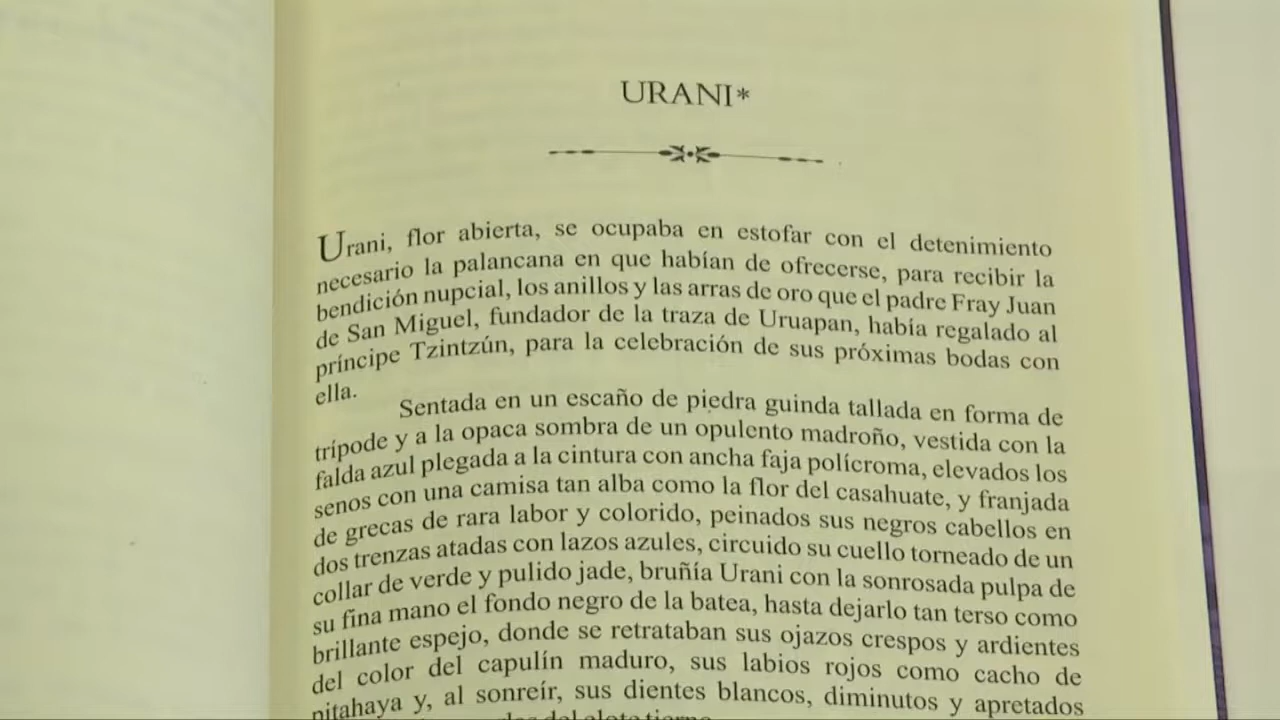 URANI*
Urani, flor abierta, se ocupaba en estofar con el detenimiento
necesario la palancana en que habían de ofrecerse, para recibir la
bendición nupcial, los anillos y las arras de oro que el padre Fray Juan
de San Miguel, fundador de la traza de Uruapan, había regalado al
príncipe Tzintzún, para la celebración de sus próximas bodas con
ella.
Sentada en un escaño de piedra guinda tallada en forma de
trípode y a la opaca sombra de un opulento madroño, vestida con la
falda azul plegada a la cintura con ancha faja polícroma, elevados los
senos con una camisa tan alba como la flor del casahuate, y franjada
de grecas de rara labor y colorido, peinados sus negros cabellos en
dos trenzas atadas con lazos azules, circuido su cuello torneado de un
collar de verde y pulido jade, bruñía Urani con la sonrosada pulpa de
su fina mano el fondo negro de la batea, hasta dejarlo tan terso como
brillante espejo, donde se retrataban sus ojazos crespos y ardientes
del color del capulín maduro, sus labios rojos como cacho de
pitahaya y, al sonreír, sus dientes blancos, diminutos y apretados
del elote tierno